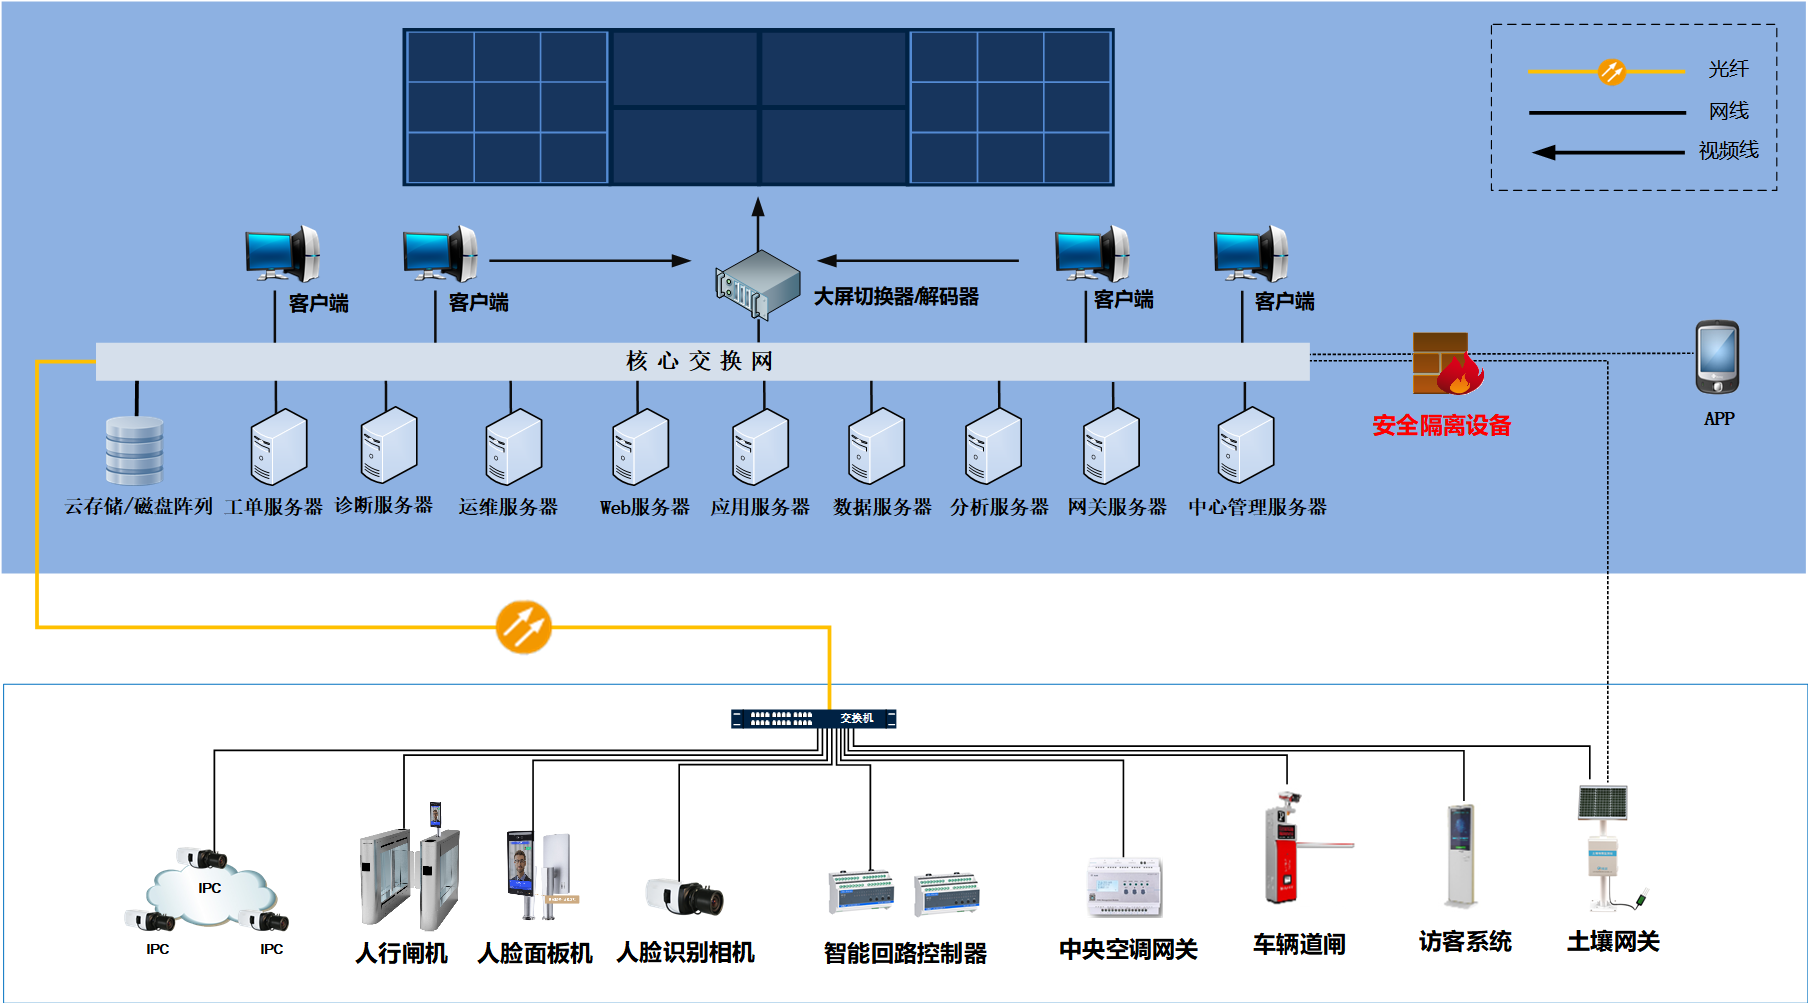 光纤
网线
视频线
客户端
客户端
大屏切换器/解码器
客户端
客户端
核心交换网
安全隔离设备
APP
云存储/磁盘阵列
工单服务器
诊断服务器
运维服务器
Web服务器
应用服务器
数据服务器
分析服务器
网关服务器
中心管理服务器
交换机
IPC
IPC
IPC
人行闸机
人脸面板机
人脸识别相机
智能回路控制器
中央空调网关
车辆道闸
访客系统
土壤网关